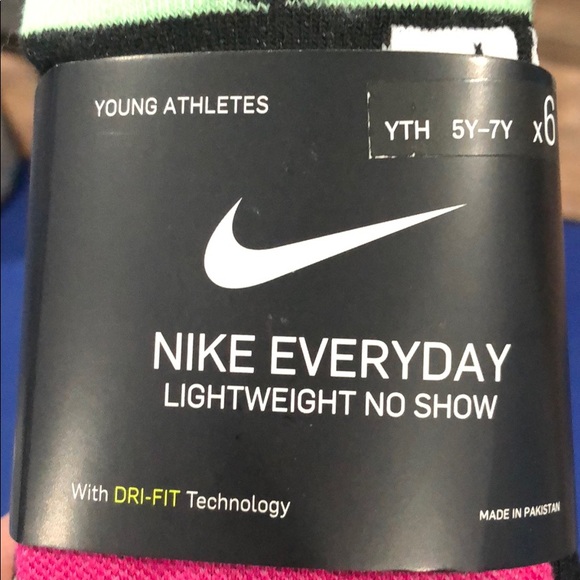 YOUNG ATHLETES
YTH 5Y-7Y x6
NIKE EVERYDAY
LIGHTWEIGHT NO SHOW
With DRI-FIT Technology
MADE IN PAKISTAN